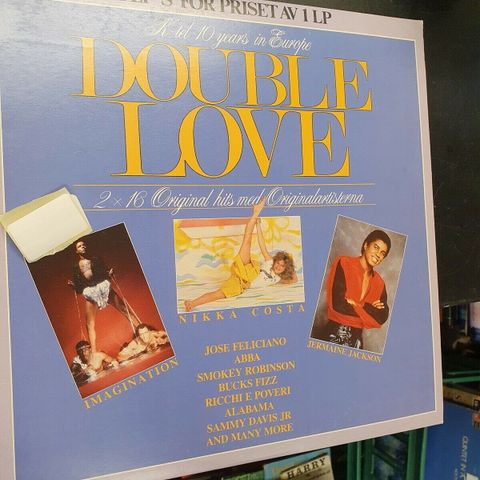 LP'S FÖR PRISET AV 1 LP
K-tel 10 years in Europe
DOUBLE
LOVE
2 × 16 Original hits med Originalartisterna
IMAGINATION
NIKKA COSTA
JERMAINE JACKSON
JOSE FELICIANO
ABBA
SMOKEY ROBINSON
BUCKS FIZZ
RICCHI E POVERI
ALABAMA
SAMMY DAVIS JR
AND MANY MORE
HARRY